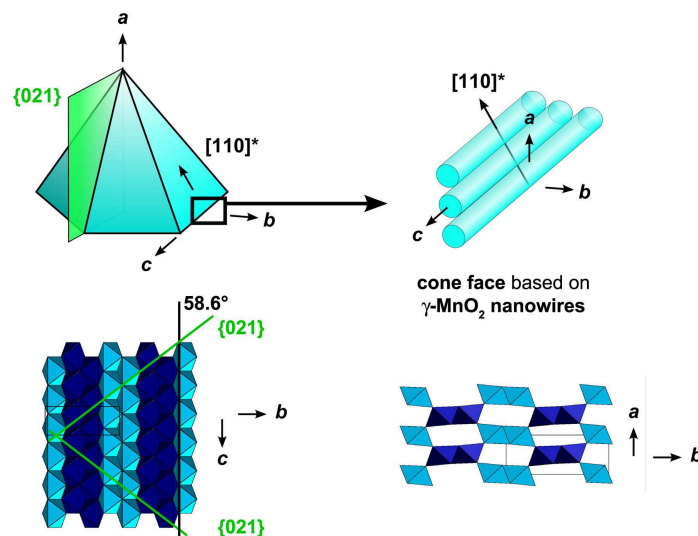 a
{021}
[110]*
b
c
[110]*
a
b
c
cone face based on
γ-MnO2 nanowires
58.6°
{021}
b
c
{021}
a
b